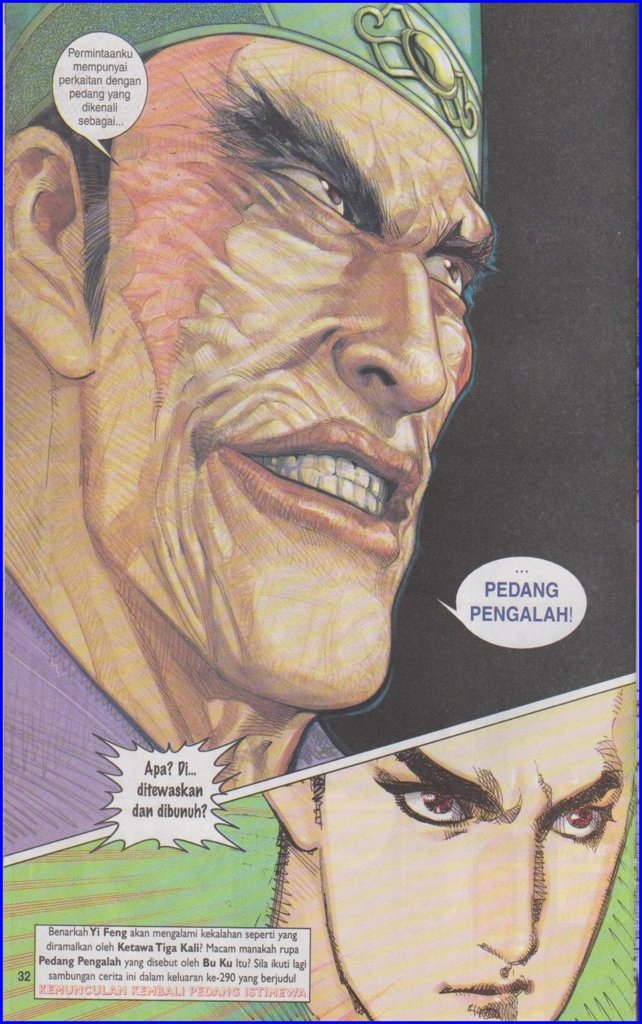 Permintaanku
mempunyai
perkaitan dengan
pedang yang
dikenali
sebagai...
...
PEDANG
PENGALAH!
Apa? Di...
ditewaskan
dan dibunuh?
Benarkah Yi Feng akan mengalami kekalahan seperti yang
diramalkan oleh Ketawa Tiga Kali? Macam manakah rupa
Pedang Pengalah yang disebut oleh Bu Ku Itu? Sila ikuti lagi
sambungan cerita ini dalam keluaran ke-290 yang berjudul
KEMUNCULAN KEMBALI PEDANG ISTIMEWA
32